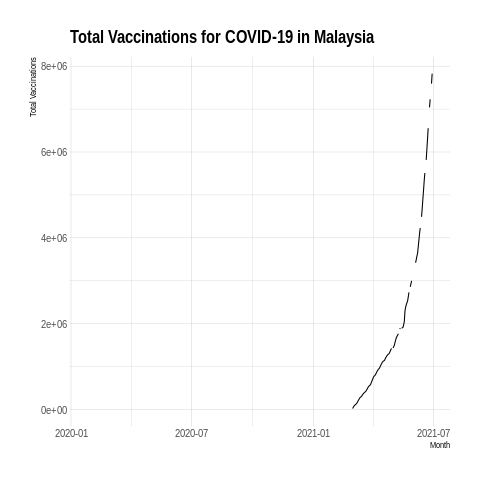 Total Vaccinations for COVID-19 in Malaysia
Total Vaccinations
8e+06
6e+06
4e+06
2e+06
0e+00
2020-01 2020-07 2021-01 2021-07
Month